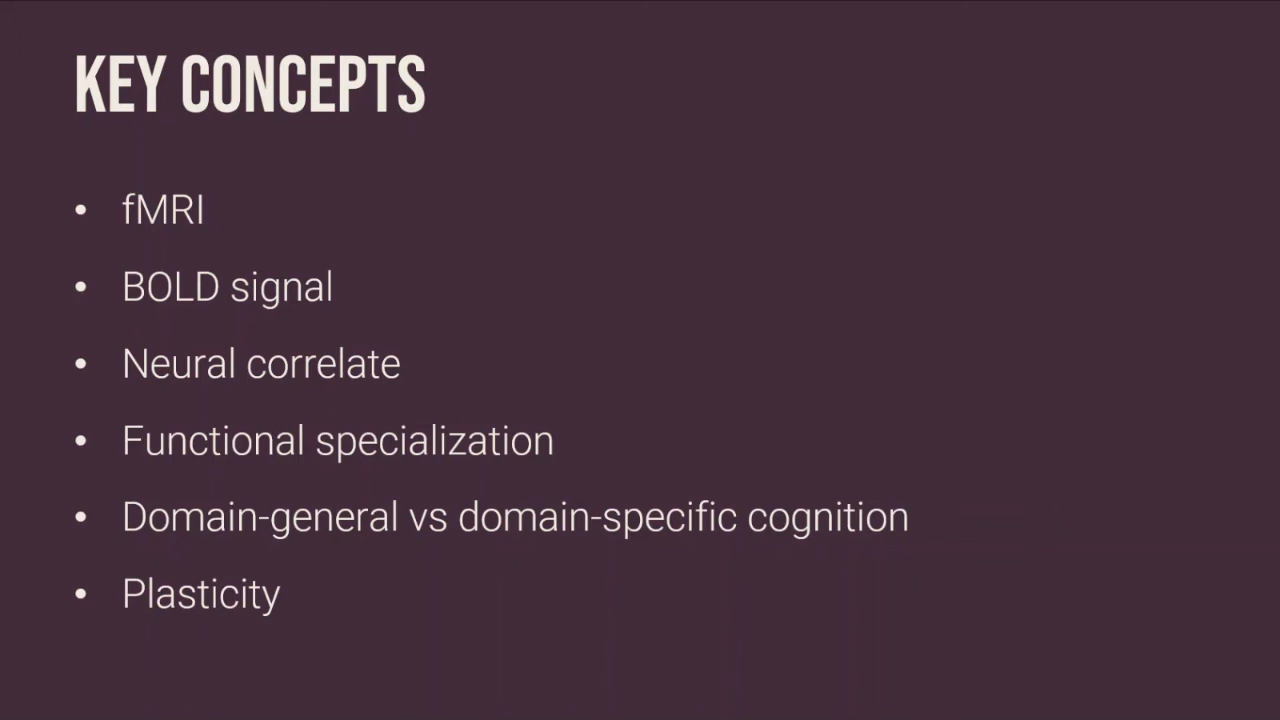 KEY CONCEPTS
• fMRI
• BOLD signal
• Neural correlate
• Functional specialization
• Domain-general vs domain-specific cognition
• Plasticity